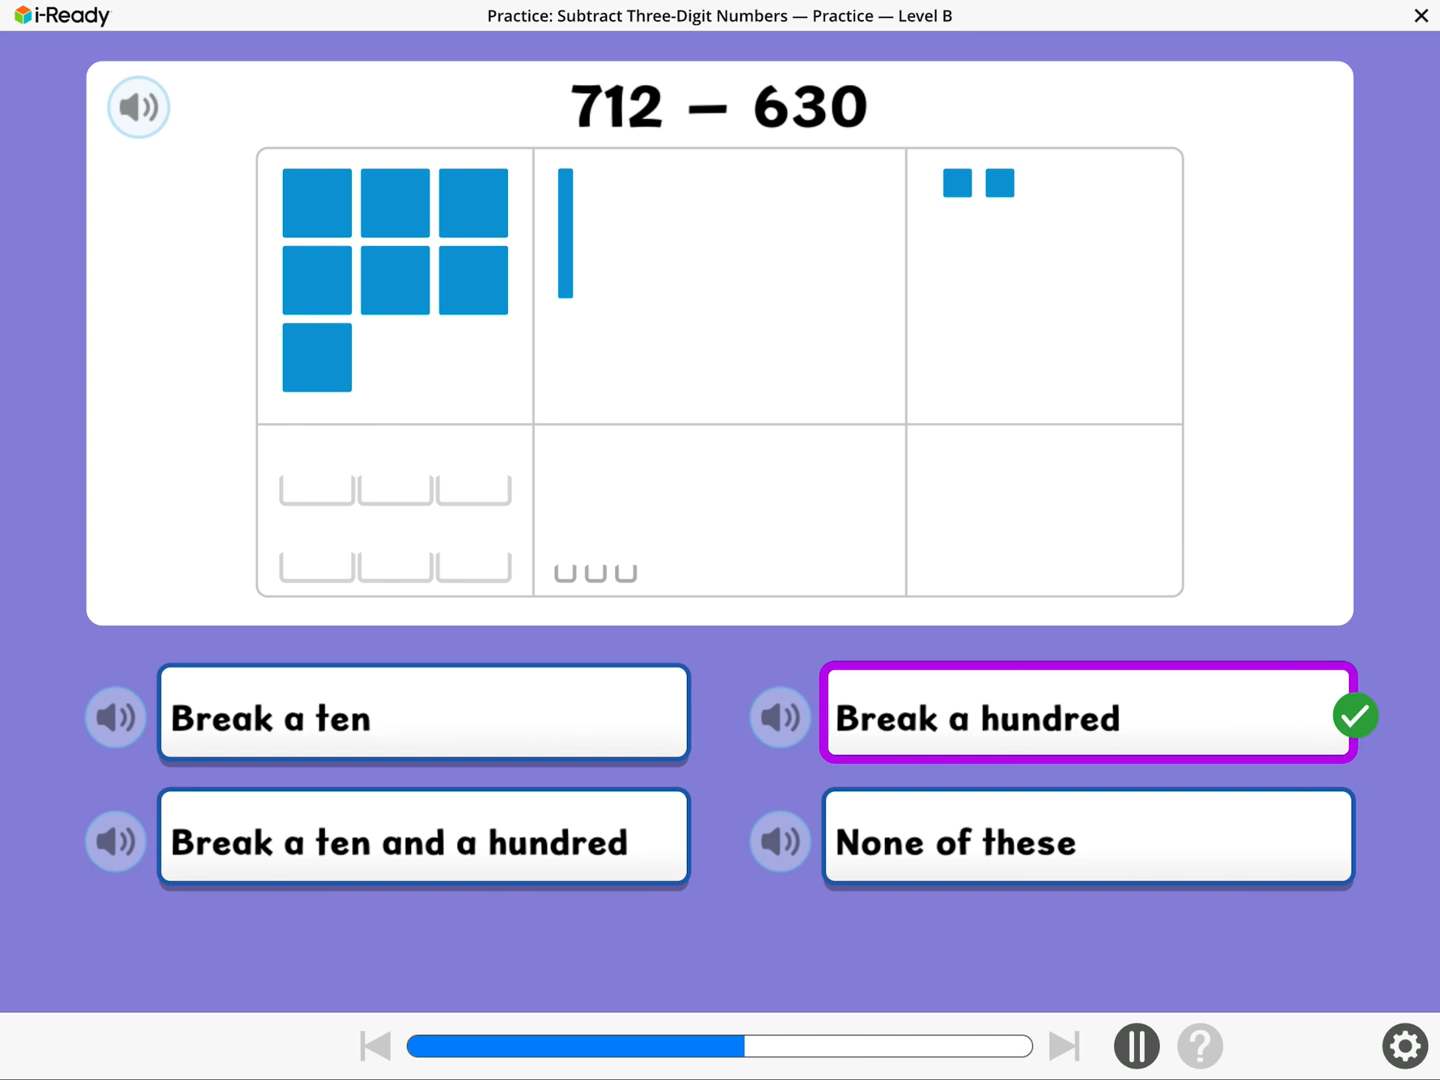 i-Ready
Practice: Subtract Three-Digit Numbers — Practice — Level B
712 – 630
Break a ten
Break a hundred
Break a ten and a hundred
None of these
?